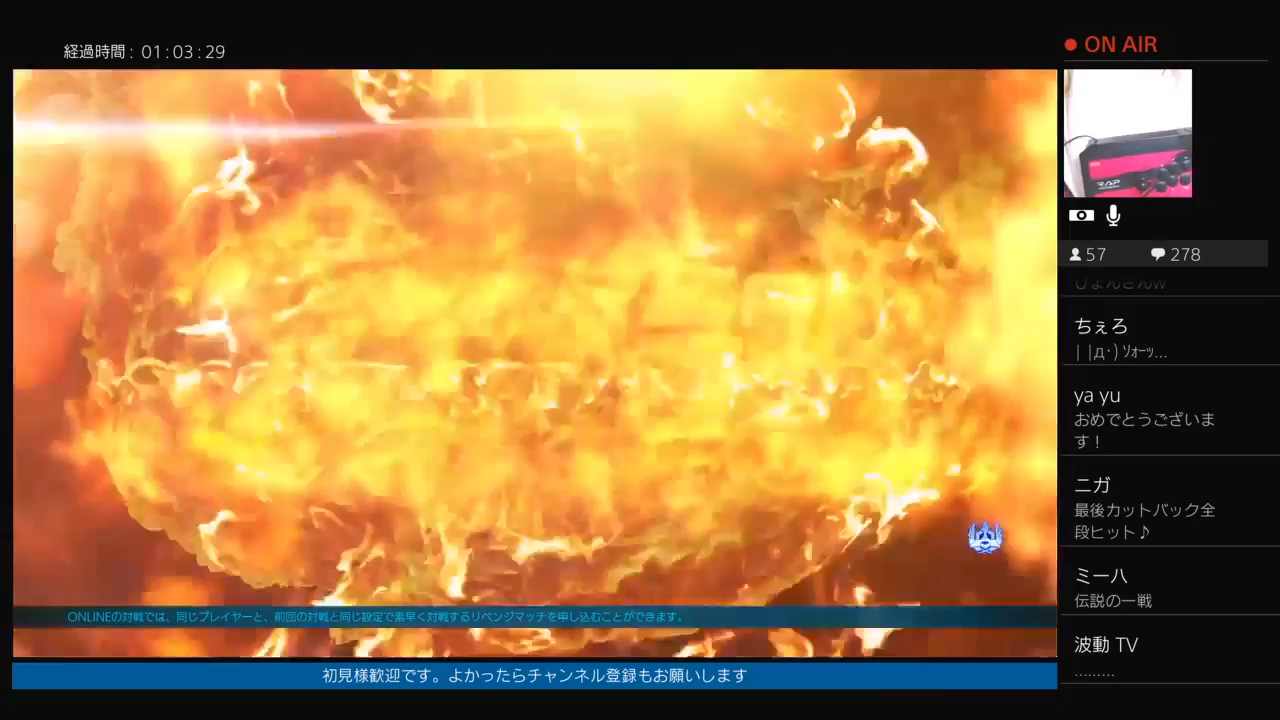 経過時間 : 01 : 03 : 29
ON AIR
RAP
57
278
ちぇろ
| |д･) ｿｫｰｯ...
ya yu
おめでとうございま
す！
ニガ
最後カットバック全
段ヒット♪
ミーハ
伝説の一戦
波動 TV
.........
ONLINEの対戦では、同じプレイヤーと、前回の対戦と同じ設定で素早く対戦するリベンジマッチを申し込むことができます。
初見様歓迎です。よかったらチャンネル登録もお願いします